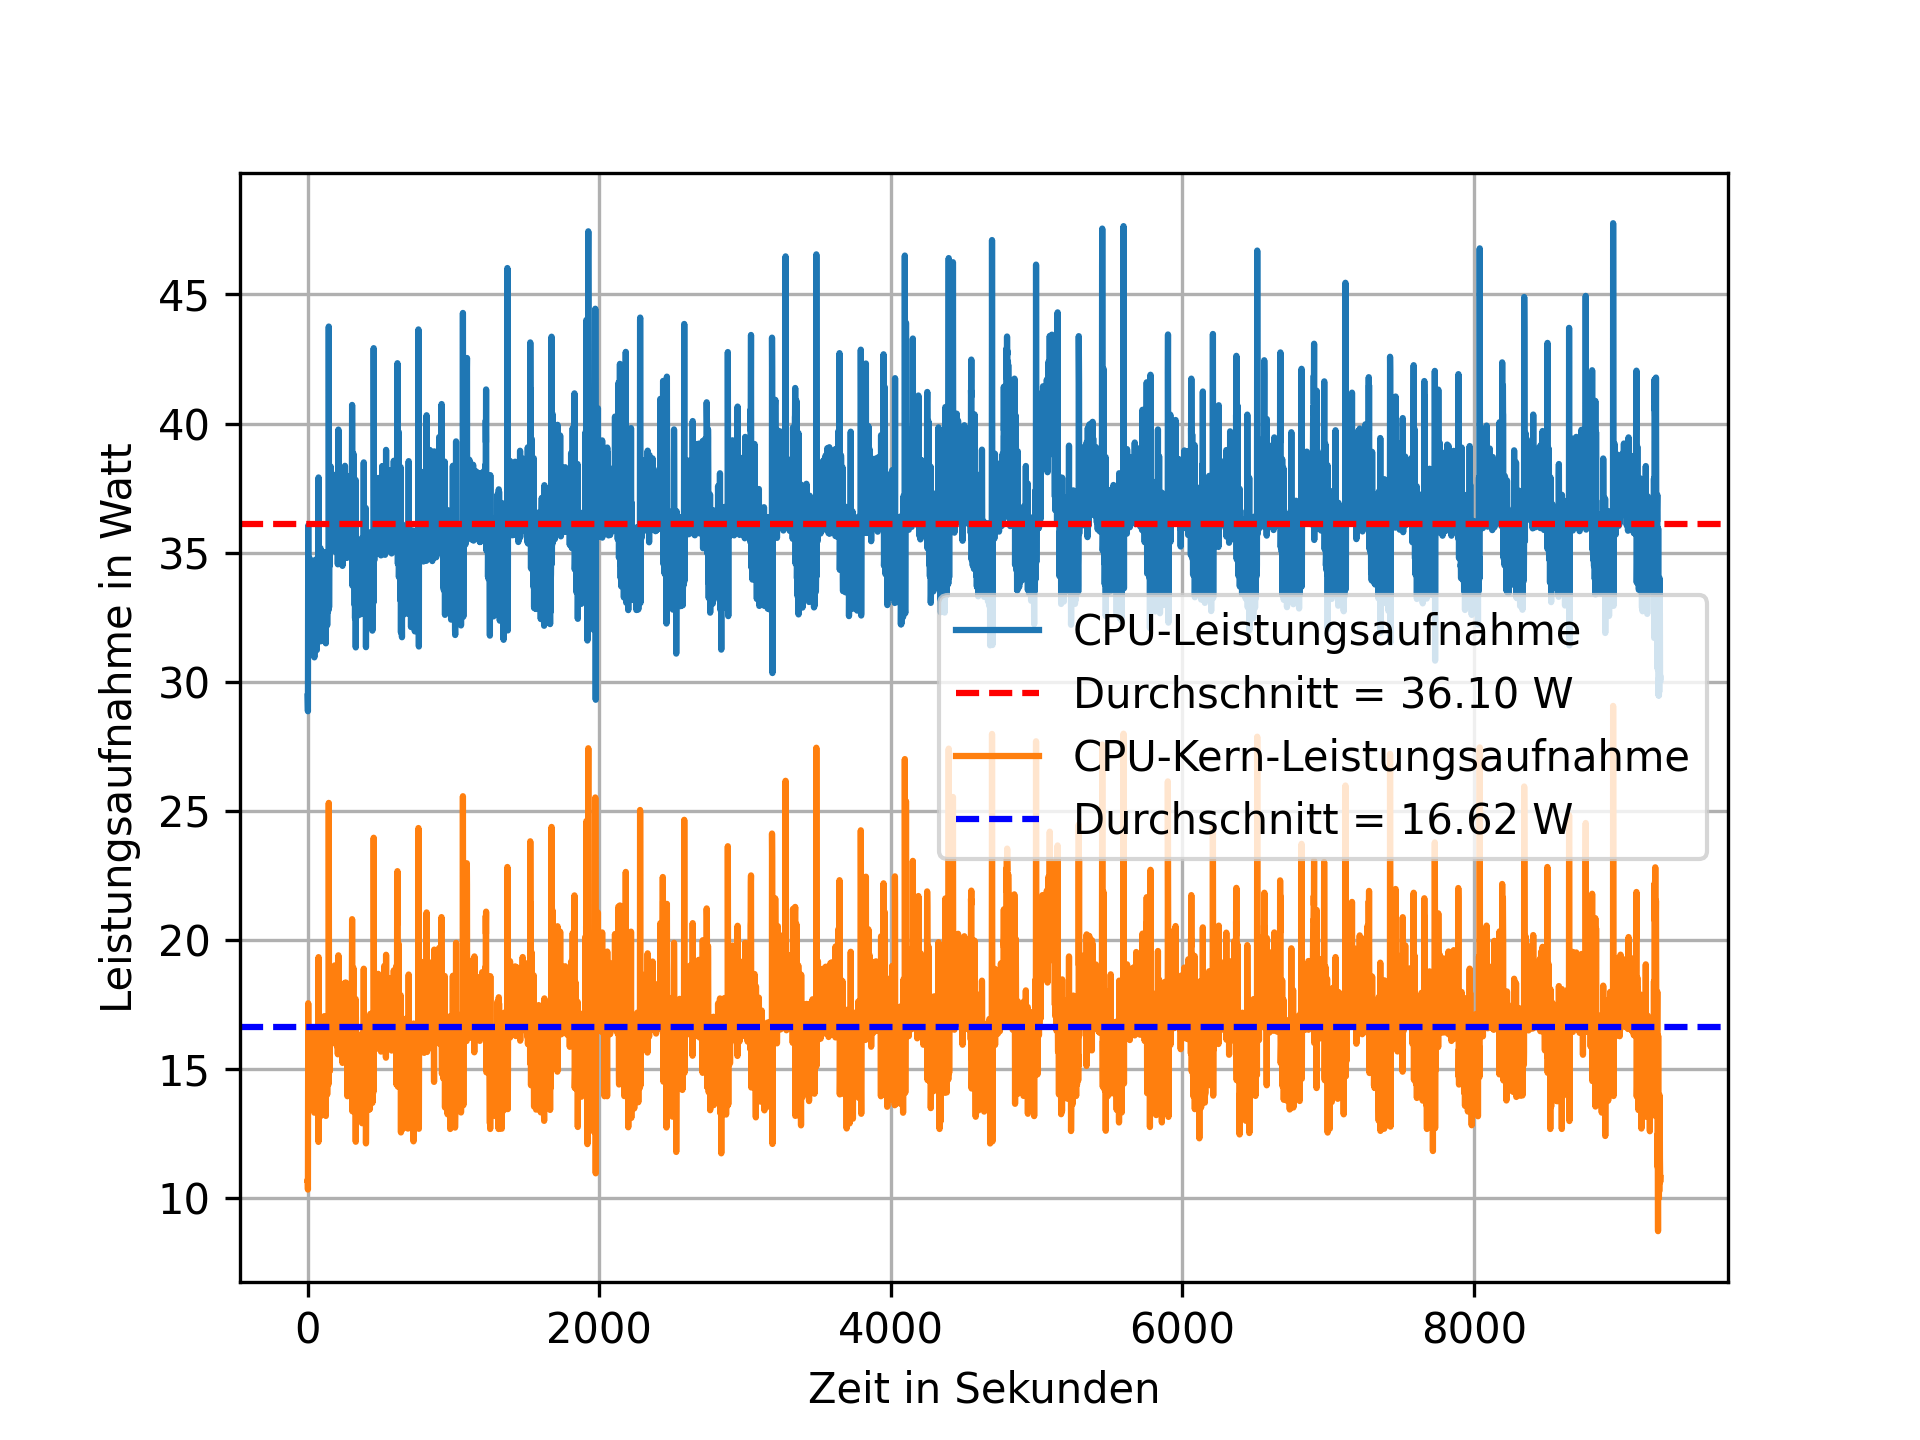 Leistungsaufnahme in Watt
45
40
35
30
25
20
15
10
CPU-Leistungsaufnahme
Durchschnitt = 36.10 W
CPU-Kern-Leistungsaufnahme
Durchschnitt = 16.62 W
0 2000 4000 6000 8000
Zeit in Sekunden